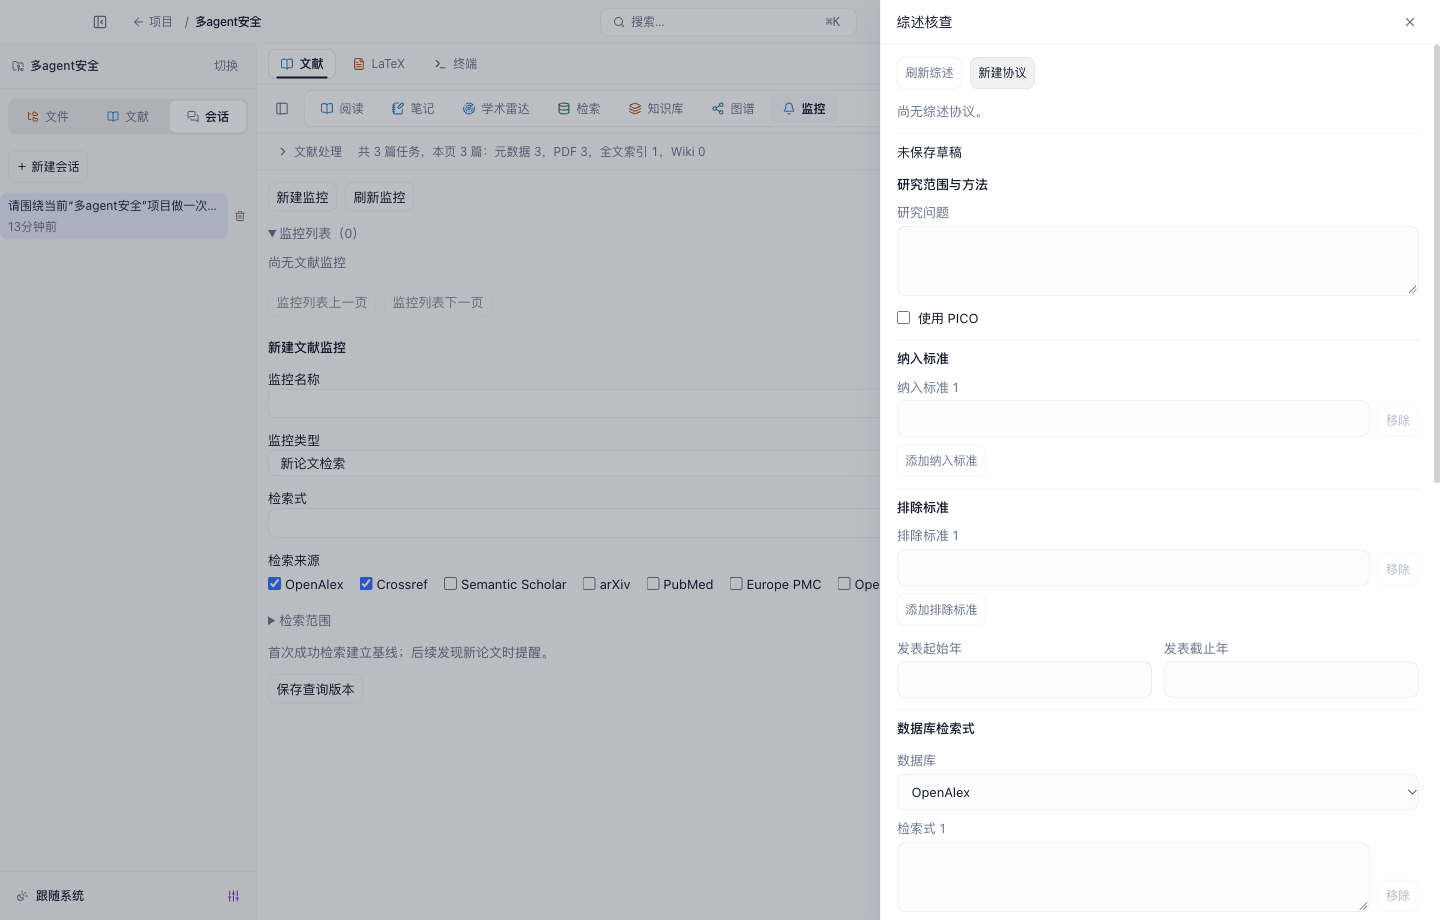 项目 / 多agent安全
搜索... ⌘K
多agent安全 切换
文件 文献 会话
+ 新建会话
请围绕当前“多agent安全”项目做一次...
13分钟前
跟随系统
文献 LaTeX 终端
阅读 笔记 学术雷达 检索 知识库 图谱 监控
文献处理 共 3 篇任务，本页 3 篇：元数据 3，PDF 3，全文索引 1，Wiki 0
新建监控 刷新监控
监控列表（0）
尚无文献监控
监控列表上一页 监控列表下一页
新建文献监控
监控名称
监控类型
新论文检索
检索式
检索来源
OpenAlex Crossref Semantic Scholar arXiv PubMed Europe PMC Ope
检索范围
首次成功检索建立基线；后续发现新论文时提醒。
保存查询版本
综述核查
刷新综述 新建协议
尚无综述协议。
未保存草稿
研究范围与方法
研究问题
使用 PICO
纳入标准
纳入标准 1
移除
添加纳入标准
排除标准
排除标准 1
移除
添加排除标准
发表起始年 发表截止年
数据库检索式
数据库
OpenAlex
检索式 1
移除